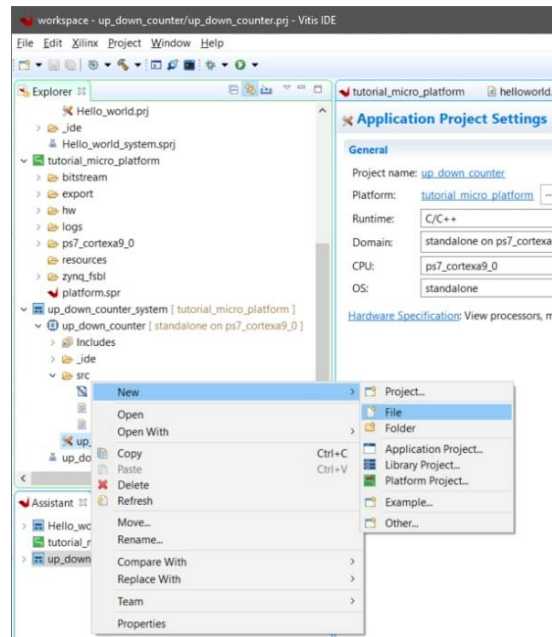 workspace - up_down_counter/up_down_counter.prj - Vitis IDE
File Edit Xilinx Project Window Help
Explorer
Hello_world.prj
_ide
Hello_world_system.sprj
tutorial_micro_platform
bitstream
export
hw
logs
ps7_cortexa9_0
resources
zynq_fsbl
platform.spr
up_down_counter_system [ tutorial_micro_platform ]
up_down_counter [ standalone on ps7_cortexa9_0 ]
Includes
_ide
src
up_
up_do
Assistant
Hello_wo
tutorial_r
up_down
New
Open
Open With
Copy Ctrl+C
Paste Ctrl+V
Delete
Refresh
Move...
Rename...
Compare With
Replace With
Team
Properties
Project...
File
Folder
Application Project...
Library Project...
Platform Project...
Example...
Other...
tutorial_micro_platform helloworld.
Application Project Settings
General
Project name: up_down_counter
Platform: tutorial_micro_platform
Runtime: C/C++
Domain: standalone on ps7_cortexa
CPU: ps7_cortexa9_0
OS: standalone
Hardware Specification: View processors, m